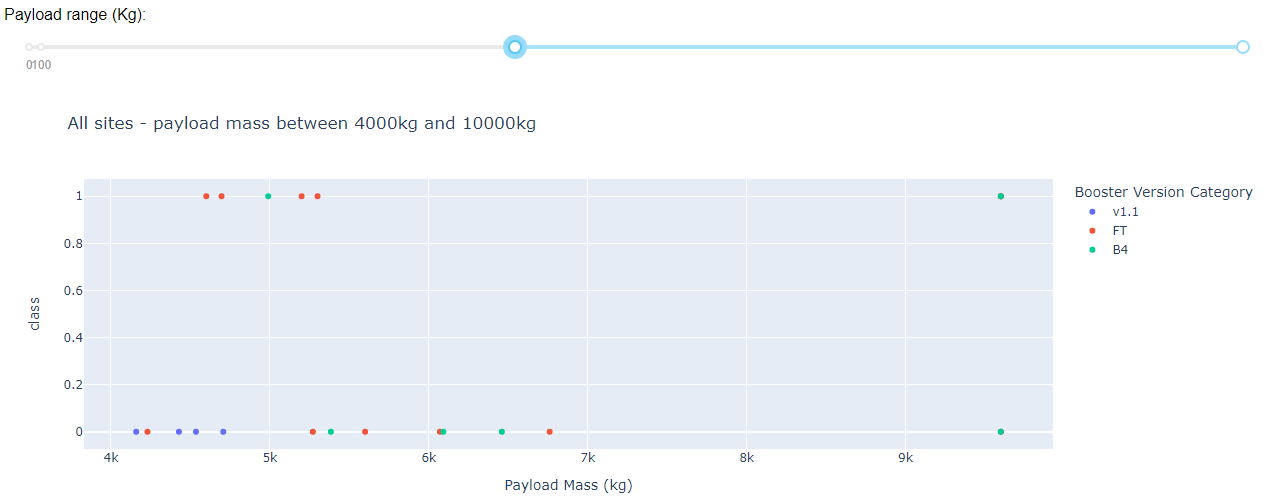 Payload range (Kg):
0100
All sites - payload mass between 4000kg and 10000kg
1
0.8
0.6
0.4
0.2
0
class
4k
5k
6k
7k
8k
9k
Payload Mass (kg)
Booster Version Category
v1.1
FT
B4